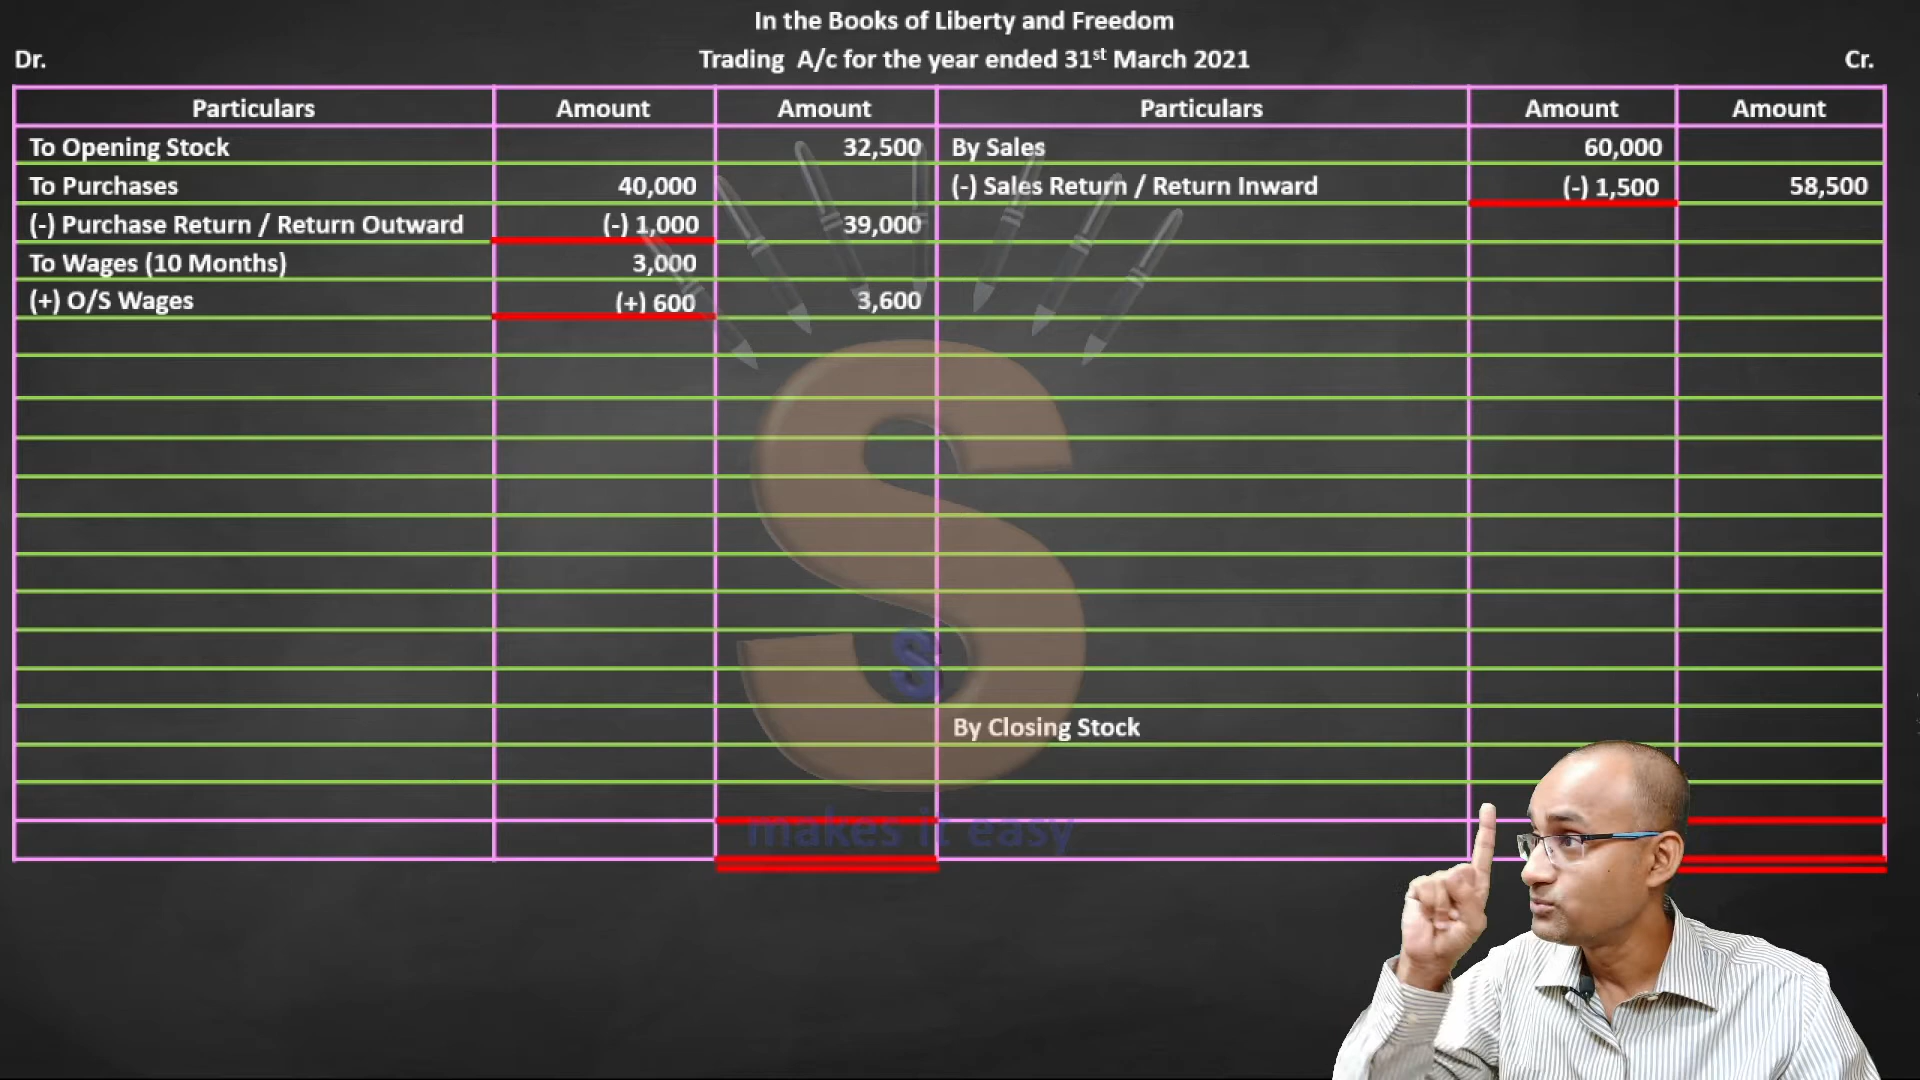 In the Books of Liberty and Freedom
Dr. Trading A/c for the year ended 31st March 2021 Cr.
Particulars Amount Amount Particulars Amount Amount
To Opening Stock 32,500 By Sales 60,000
To Purchases 40,000 (-) Sales Return / Return Inward (-) 1,500 58,500
(-) Purchase Return / Return Outward (-) 1,000 39,000
To Wages (10 Months) 3,000
(+) O/S Wages (+) 600 3,600
S
S
By Closing Stock
makes it easy